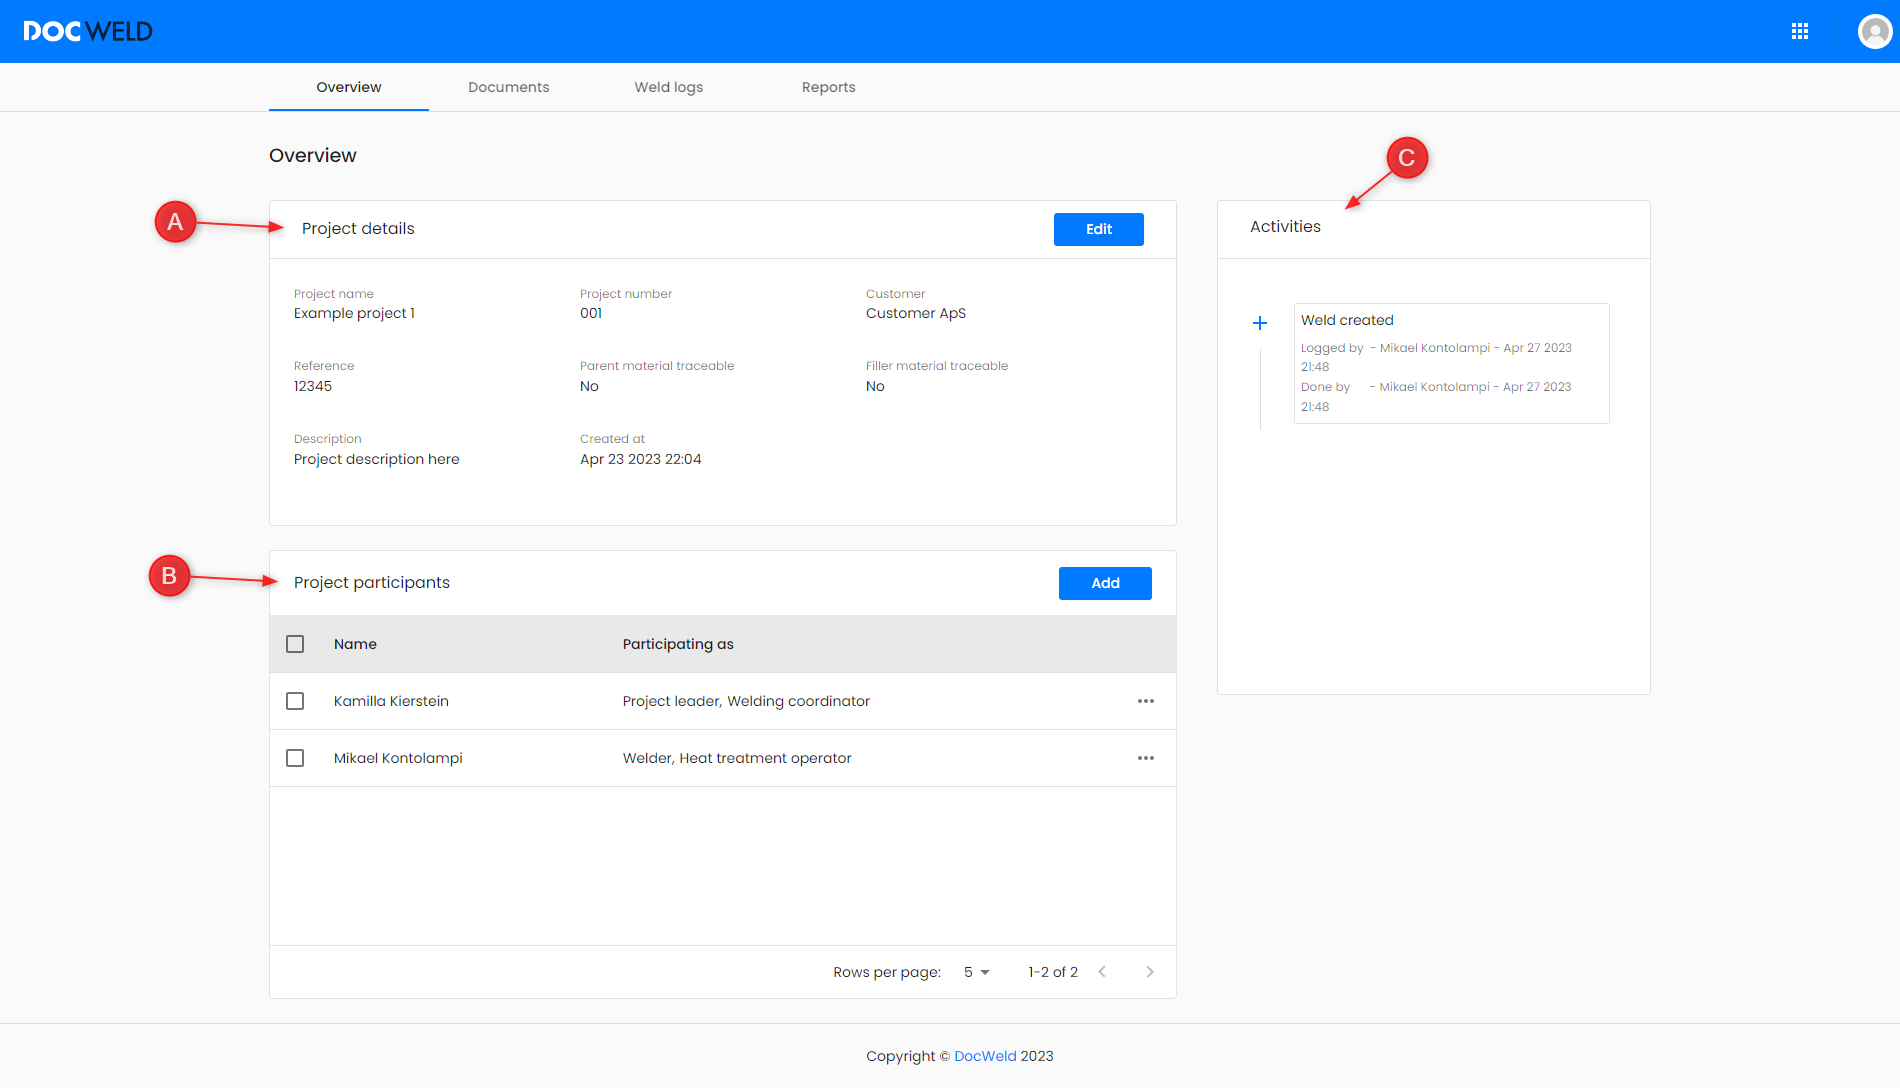 DOCWELD
Overview Documents Weld logs Reports
Overview
C
A
Project details Edit
Activities
Project name Project number Customer
Example project 1 001 Customer ApS
Reference Parent material traceable Filler material traceable
12345 No No
Description Created at
Project description here Apr 23 2023 22:04
Weld created
Logged by - Mikael Kontolampi - Apr 27 2023
21:48
Done by - Mikael Kontolampi - Apr 27 2023
21:48
B
Project participants Add
Name Participating as
Kamilla Kierstein Project leader, Welding coordinator
Mikael Kontolampi Welder, Heat treatment operator
Rows per page: 5 1-2 of 2
Copyright © DocWeld 2023